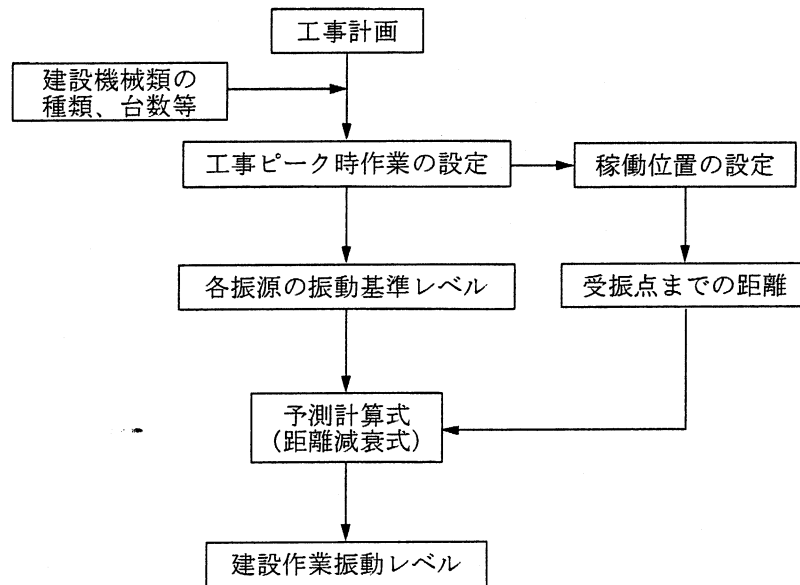 工事計画
建設機械類の
種類、台数等
工事ピーク時作業の設定
稼働位置の設定
各振源の振動基準レベル
受振点までの距離
予測計算式
(距離減衰式)
建設作業振動レベル